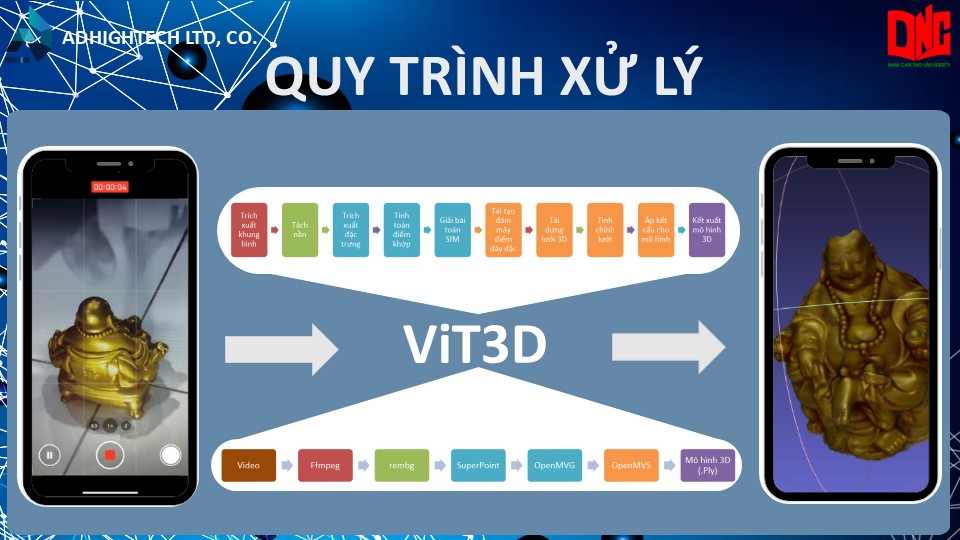 ADHIGHTECH LTD, CO.
DNC
NAM CAN THO UNIVERSITY
QUY TRÌNH XỬ LÝ
00:00:04
Trích
xuất
khung
hình
Tách
nền
Trích
xuất
đặc
trưng
Tính
toán
điểm
khớp
Giải bài
toán
SfM
Tái tạo
đám
mây
điểm
dày đặc
Tái
dựng
lưới 3D
Tinh
chỉnh
lưới
Áp kết
cấu cho
mô hình
Kết xuất
mô hình
3D
ViT3D
Video
Ffmpeg
rembg
SuperPoint
OpenMVG
OpenMVS
Mô hình 3D
(.Ply)